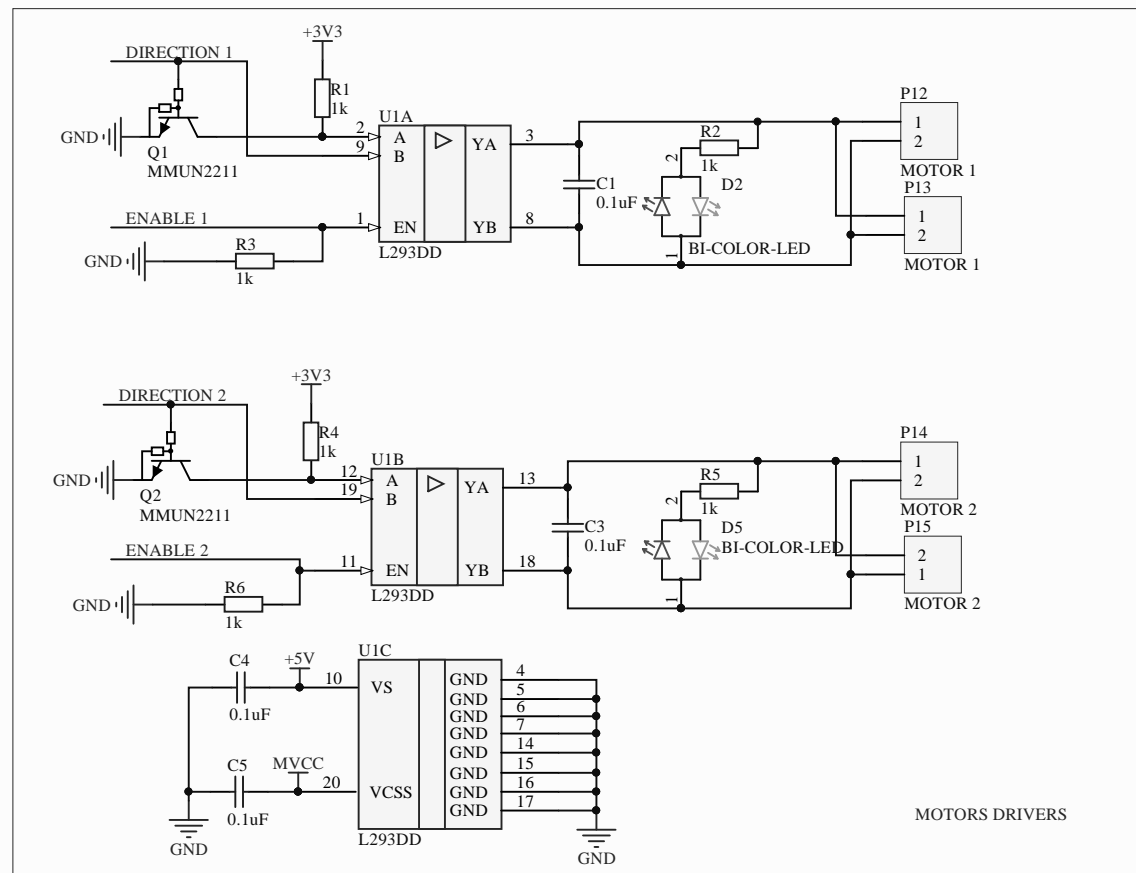 +3V3
DIRECTION 1
R1
1k
P12
GND
Q1
MMUN2211
U1A
2
A
9
B
YA
3
R2
1k
2
1
2
MOTOR 1
C1
0.1uF
D2
P13
ENABLE 1
1
EN
YB
8
1
2
R3
1k
GND
L293DD
1
BI-COLOR-LED
MOTOR 1
+3V3
DIRECTION 2
R4
1k
P14
GND
Q2
MMUN2211
U1B
12
A
19
B
YA
13
R5
1k
2
1
2
MOTOR 2
C3
0.1uF
D5
BI-COLOR-LED
P15
ENABLE 2
11
EN
YB
18
2
1
R6
1k
GND
L293DD
1
MOTOR 2
U1C
C4
0.1uF
+5V
10
VS
GND
4
GND
5
GND
6
GND
7
GND
14
GND
15
GND
16
GND
17
C5
0.1uF
MVCC
20
VCSS
L293DD
GND
GND
MOTORS DRIVERS